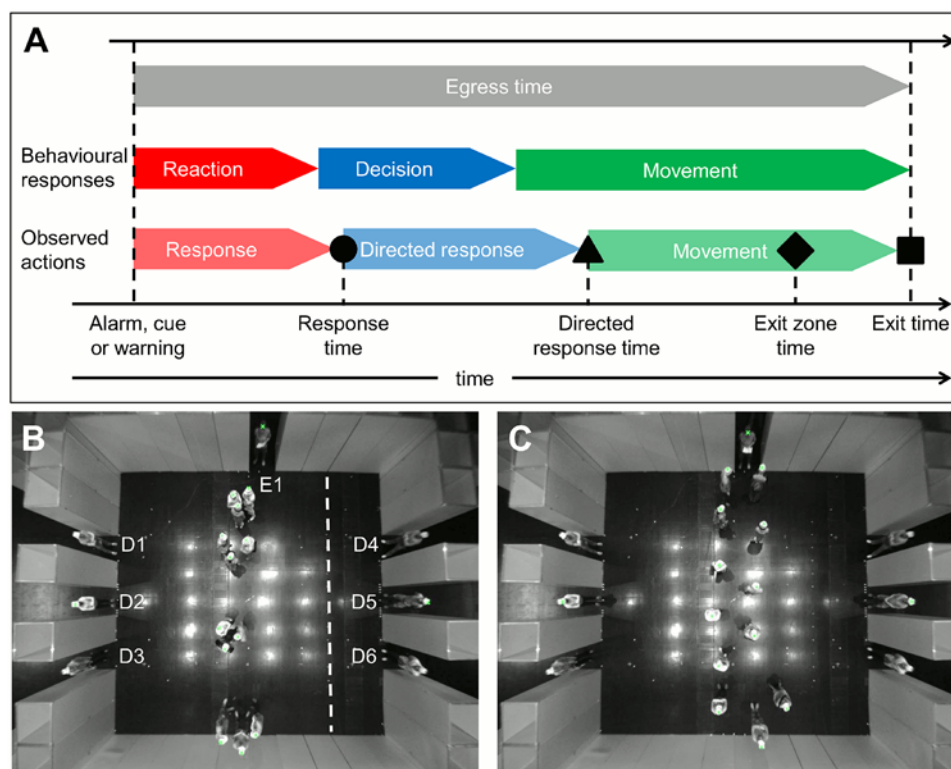 A
Egress time
Behavioural
responses
Reaction
Decision
Movement
Observed
actions
Response
Directed response
Movement
Alarm, cue
or warning
Response
time
Directed
response time
Exit zone
time
Exit time
time
B
C
E1
D1
D4
D2
D5
D3
D6